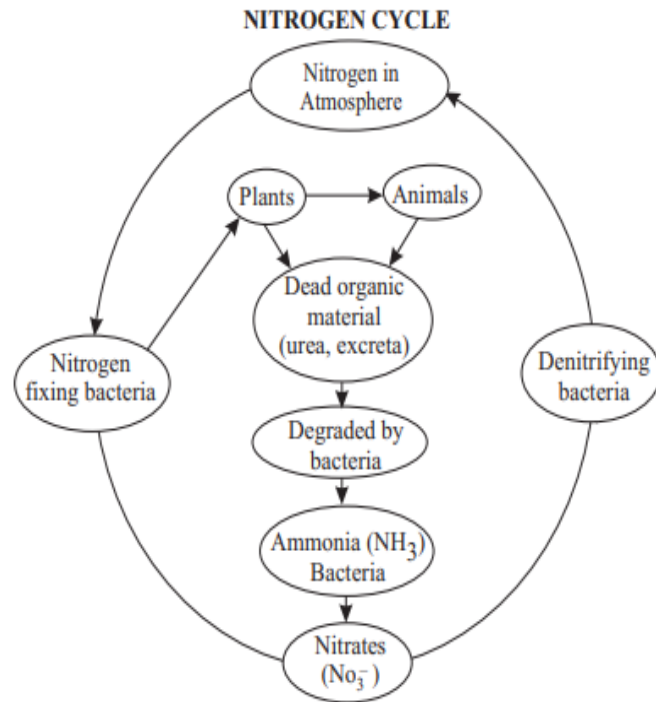 NITROGEN CYCLE
Nitrogen in
Atmosphere
Plants
Animals
Dead organic
material
(urea, excreta)
Nitrogen
fixing bacteria
Denitrifying
bacteria
Degraded by
bacteria
Ammonia (NH₃)
Bacteria
Nitrates
(No₃⁻)